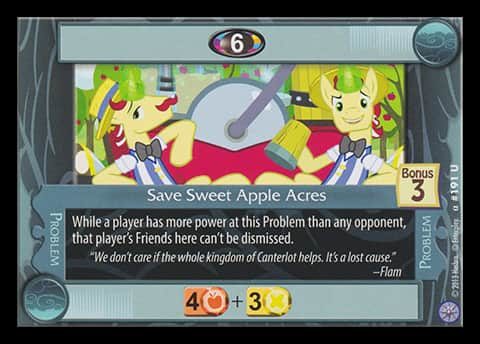 6
Save Sweet Apple Acres
Bonus
3
PROBLEM
While a player has more power at this Problem than any opponent,
that player's Friends here can't be dismissed.
"We don't care if the whole kingdom of Canterlot helps. It's a lost cause."
–Flam
PROBLEM
α #191 U
© 2013 Hasbro. © Enterplay
4 + 3